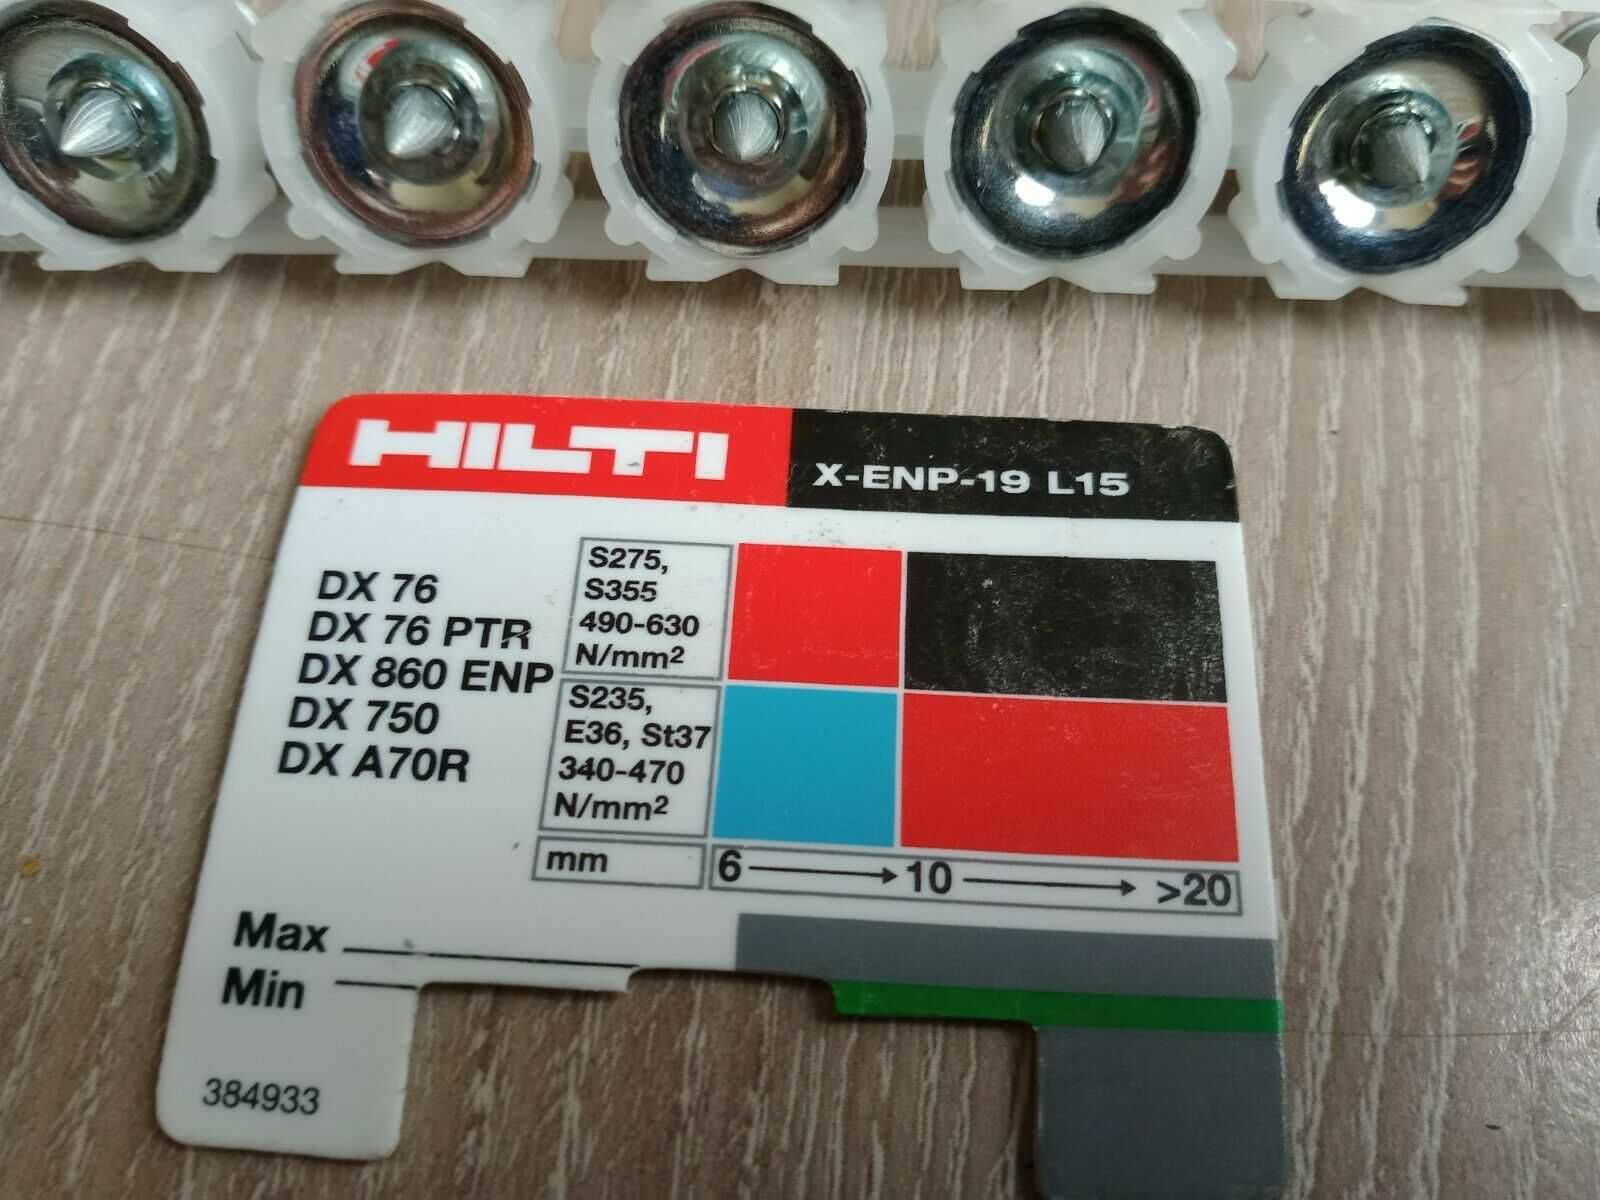 HILTI X-ENP-19 L15
DX 76
DX 76 PTR
DX 860 ENP
DX 750
DX A70R
S275,
S355
490-630
N/mm²
S235,
E36, St37
340-470
N/mm²
mm 6 10 >20
Max
Min
384933